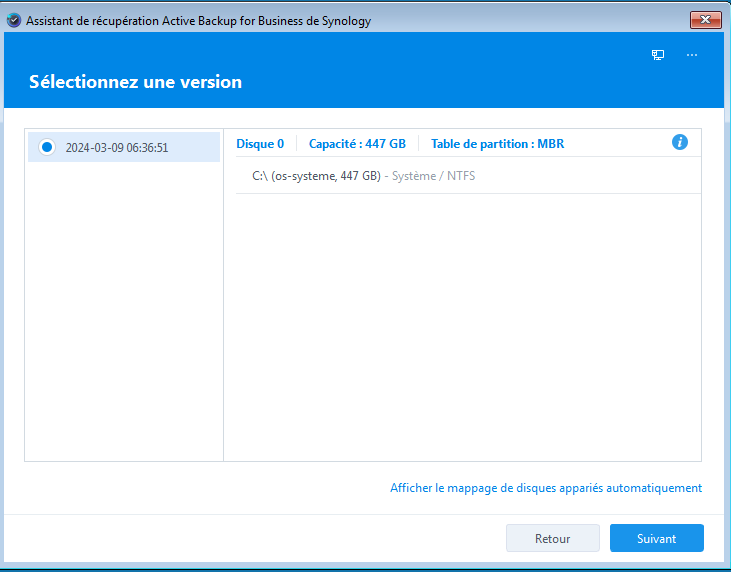 Assistant de récupération Active Backup for Business de Synology
Sélectionnez une version
2024-03-09 06:36:51
Disque 0 Capacité : 447 GB Table de partition : MBR
C:\ (os-systeme, 447 GB) - Système / NTFS
Afficher le mappage de disques appariés automatiquement
Retour Suivant